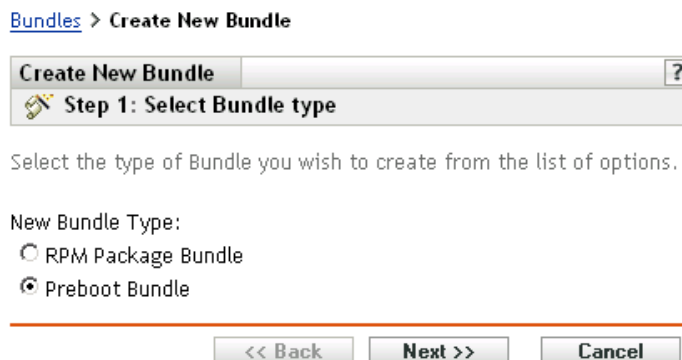 Bundles > Create New Bundle
Create New Bundle
?
Step 1: Select Bundle type
Select the type of Bundle you wish to create from the list of options.
New Bundle Type:
RPM Package Bundle
Preboot Bundle
<< Back Next >> Cancel